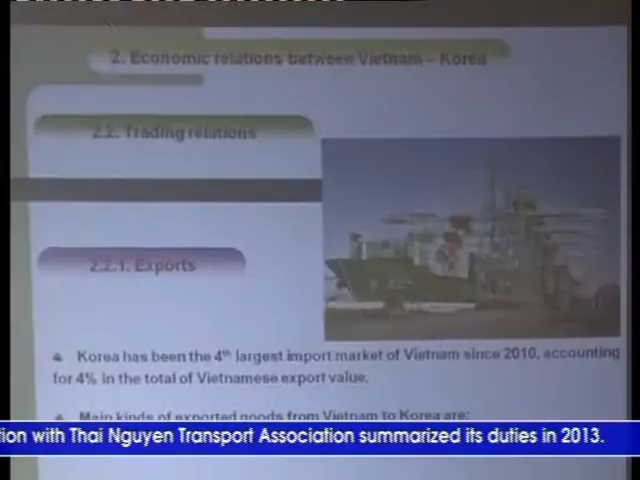 2. Economic relations between Vietnam – Korea
2.2. Trading relations
2.2.1. Exports
Korea has been the 4th largest import market of Vietnam since 2010, accounting
for 4% in the total of Vietnamese export value.
Main kinds of exported goods from Vietnam to Korea are:
tion with Thai Nguyen Transport Association summarized its duties in 2013.